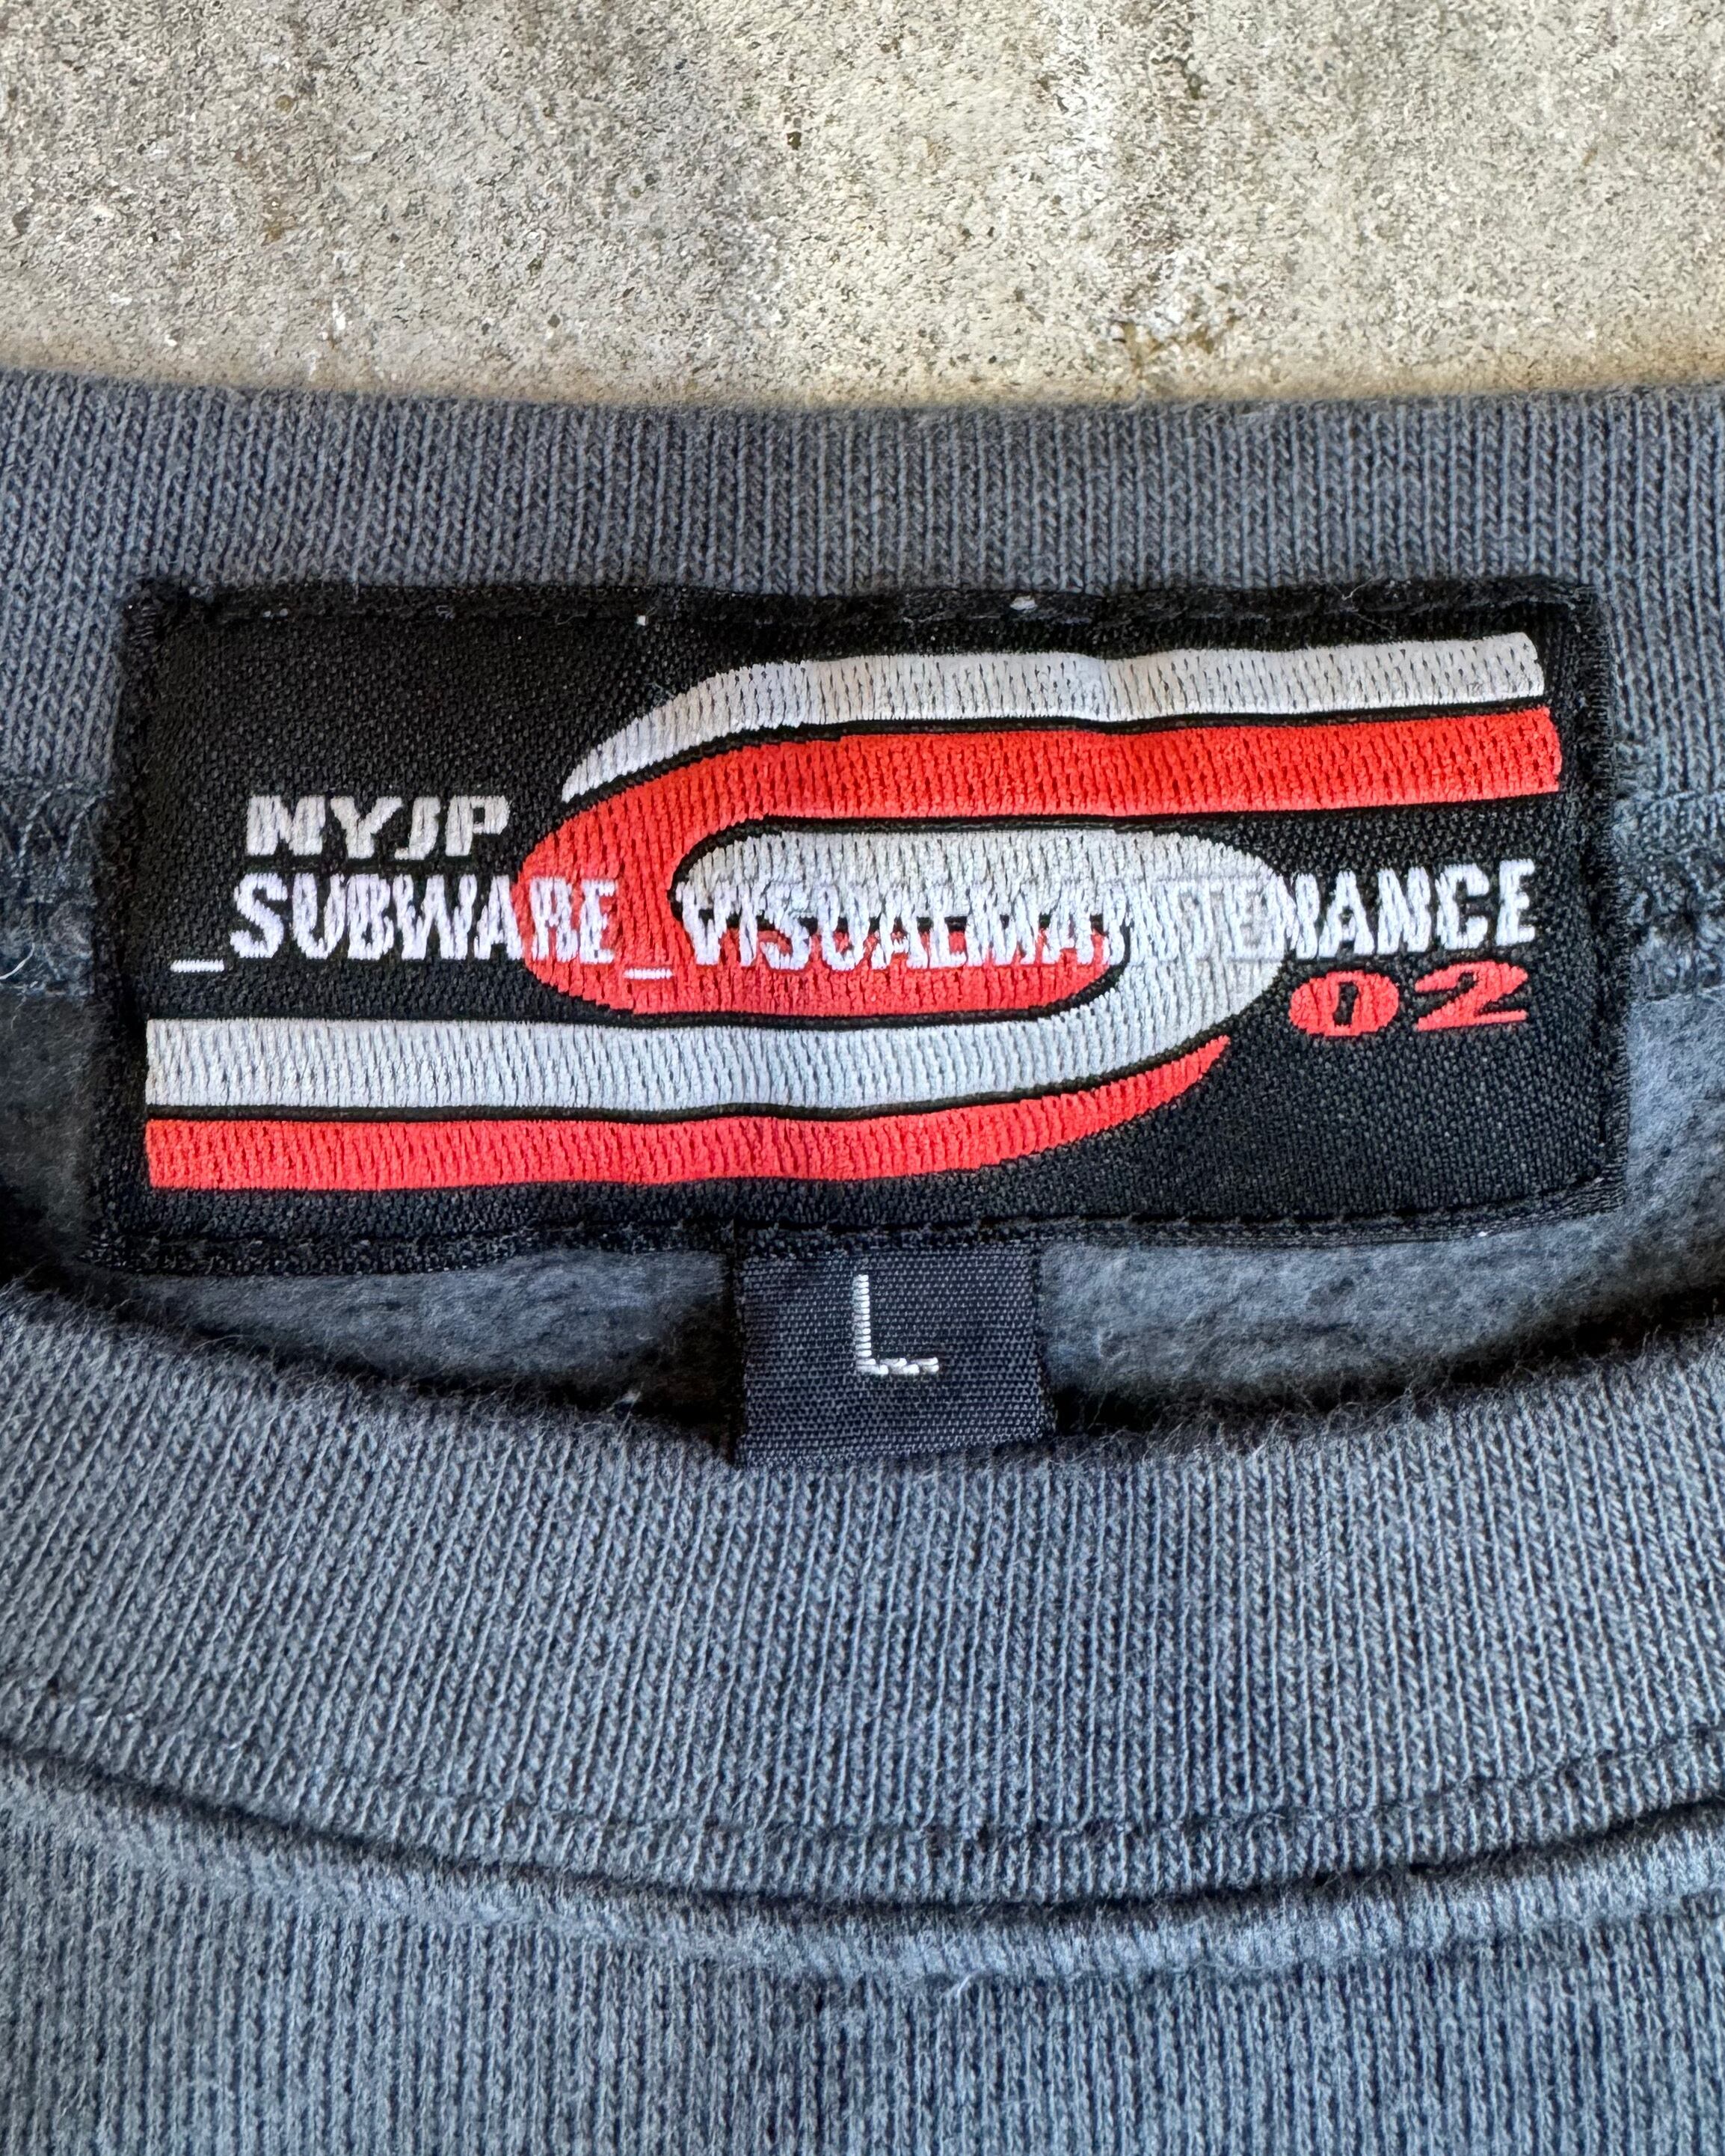 NYJP
_SUBWARE_VISUALMAINTENANCE
02
L